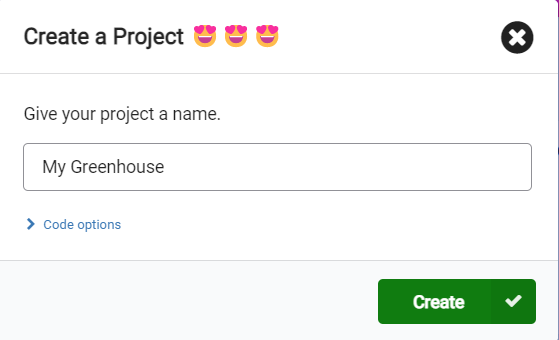 Create a Project 😍 😍 😍
Give your project a name.
My Greenhouse
Code options
Create